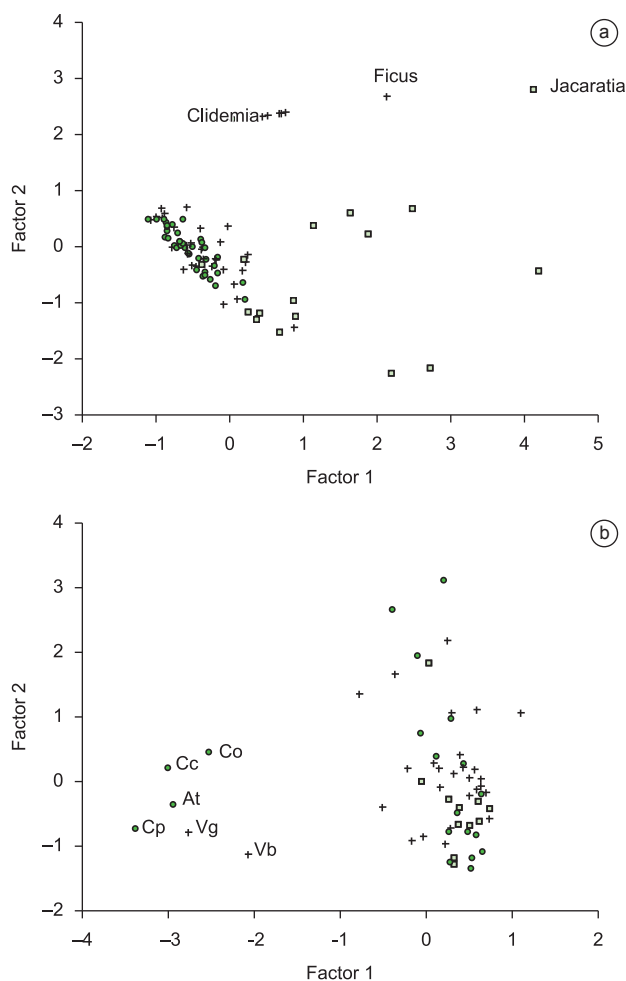 4
a
3
Ficus
Jacaratia
Clidemia
2
1
0
–1
–2
–3
–2
–1
0
1
2
3
4
5
Factor 1
Factor 2
4
b
3
2
1
0
–1
–2
Co
Cc
At
Cp
Vg
Vb
–4
–3
–2
-1
0
1
2
Factor 1
Factor 2